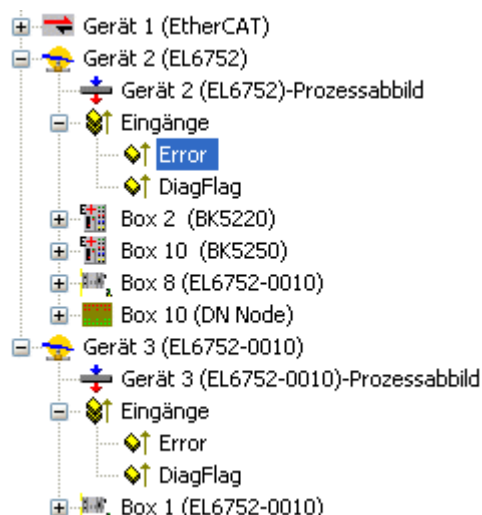 Gerät 1 (EtherCAT)
Gerät 2 (EL6752)
Gerät 2 (EL6752)-Prozessabbild
Eingänge
Error
DiagFlag
Box 2 (BK5220)
Box 10 (BK5250)
Box 8 (EL6752-0010)
Box 10 (DN Node)
Gerät 3 (EL6752-0010)
Gerät 3 (EL6752-0010)-Prozessabbild
Eingänge
Error
DiagFlag
Box 1 (EL6752-0010)